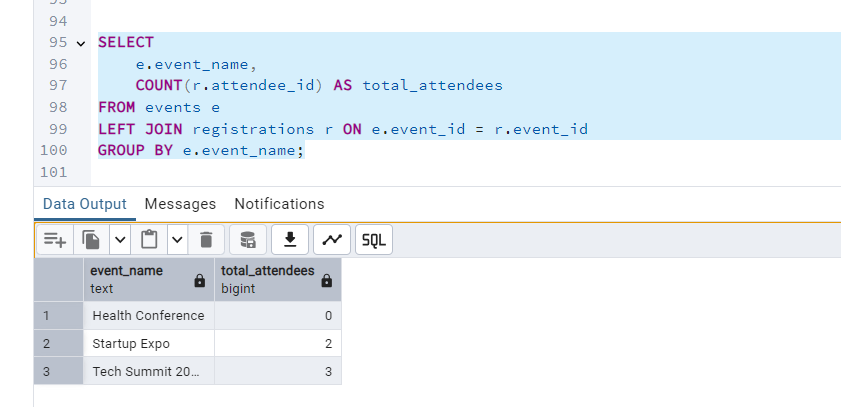 94
95 SELECT
96 e.event_name,
97 COUNT(r.attendee_id) AS total_attendees
98 FROM events e
99 LEFT JOIN registrations r ON e.event_id = r.event_id
100 GROUP BY e.event_name;
101
Data Output Messages Notifications
SQL
event_name total_attendees
text bigint
1 Health Conference 0
2 Startup Expo 2
3 Tech Summit 20... 3